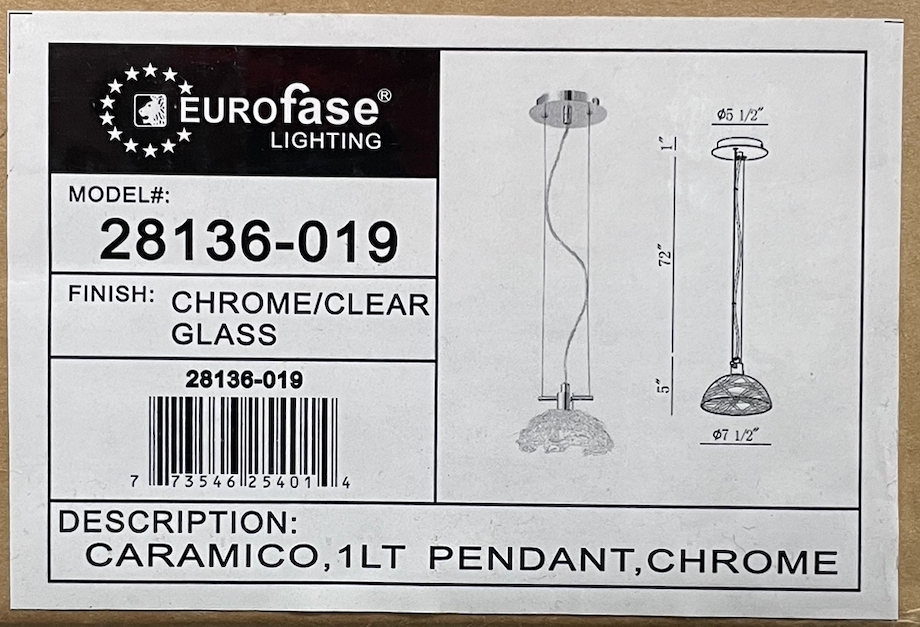 EUROfase®
LIGHTING
MODEL#:
28136-019
FINISH: CHROME/CLEAR
GLASS
28136-019
7 73546 25401 4
DESCRIPTION:
CARAMICO,1LT PENDANT,CHROME
ø5 1/2"
1"
72"
5"
ø7 1/2"